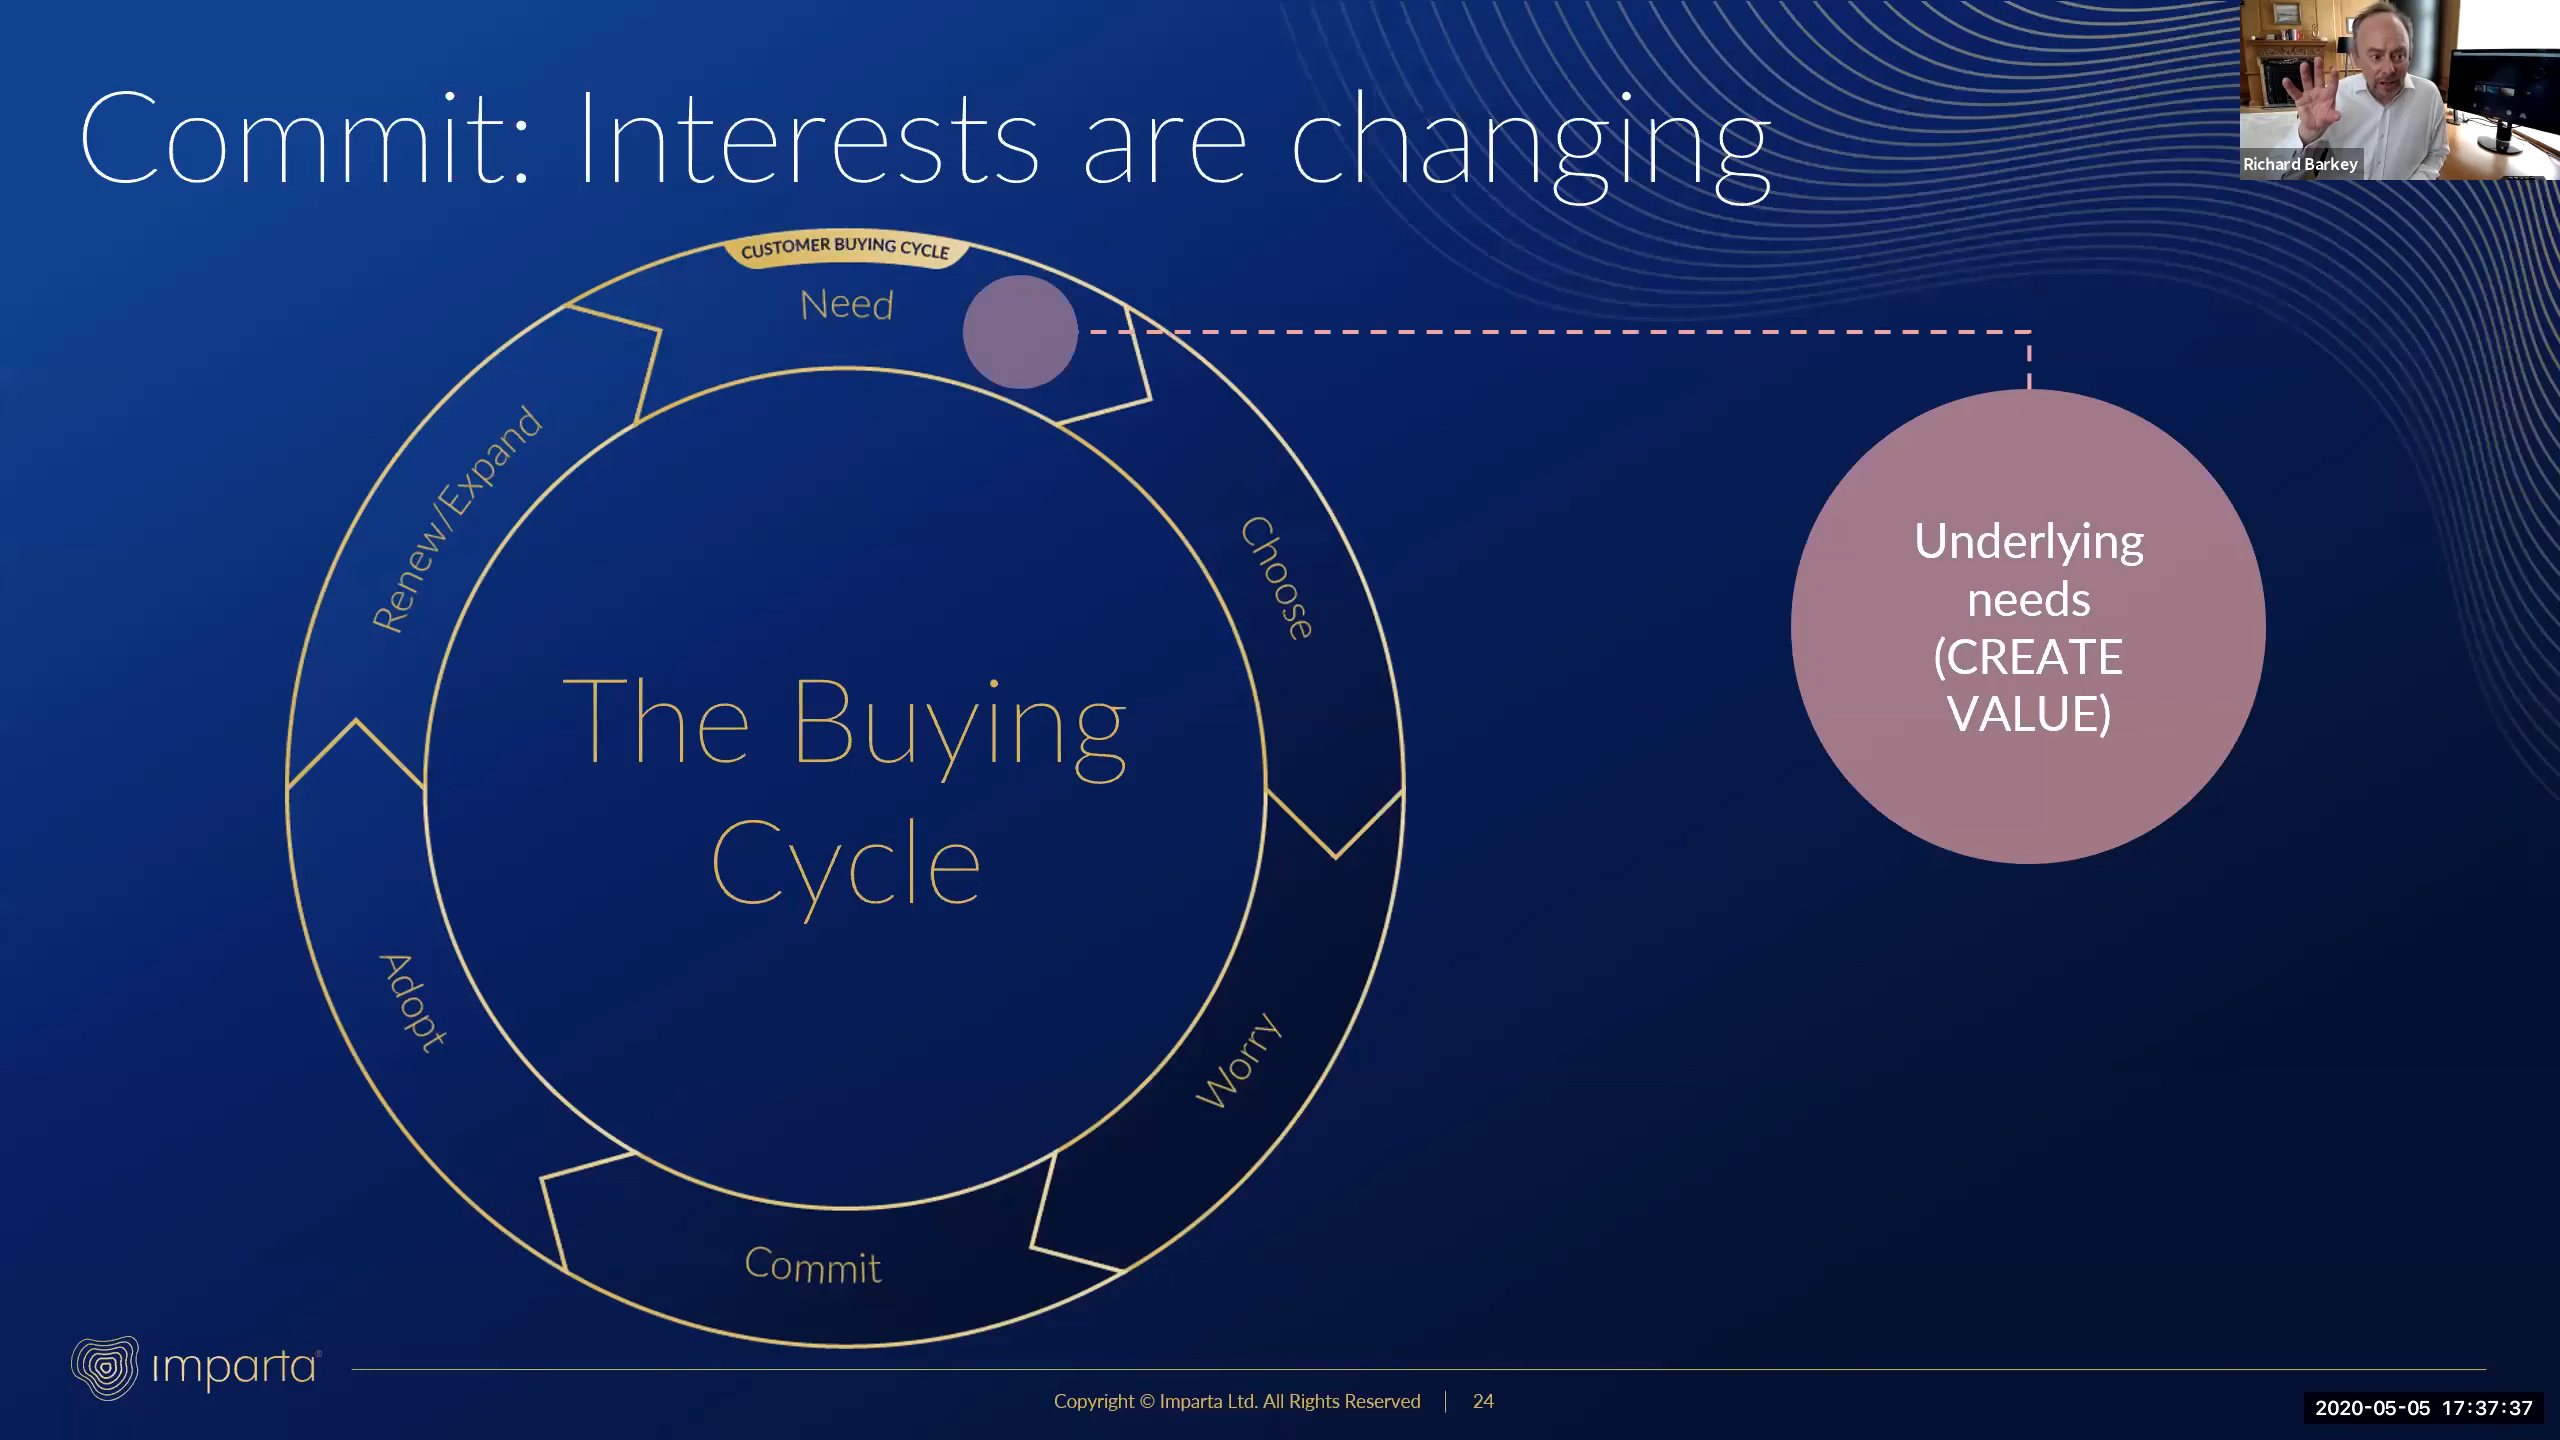 Commit: Interests are changing
Richard Barkey
CUSTOMER BUYING CYCLE
Need
Choose
Worry
Commit
Adopt
Renew/Expand
The Buying
Cycle
Underlying
needs
(CREATE
VALUE)
imparta®
Copyright © Imparta Ltd. All Rights Reserved | 24
2020-05-05 17:37:37